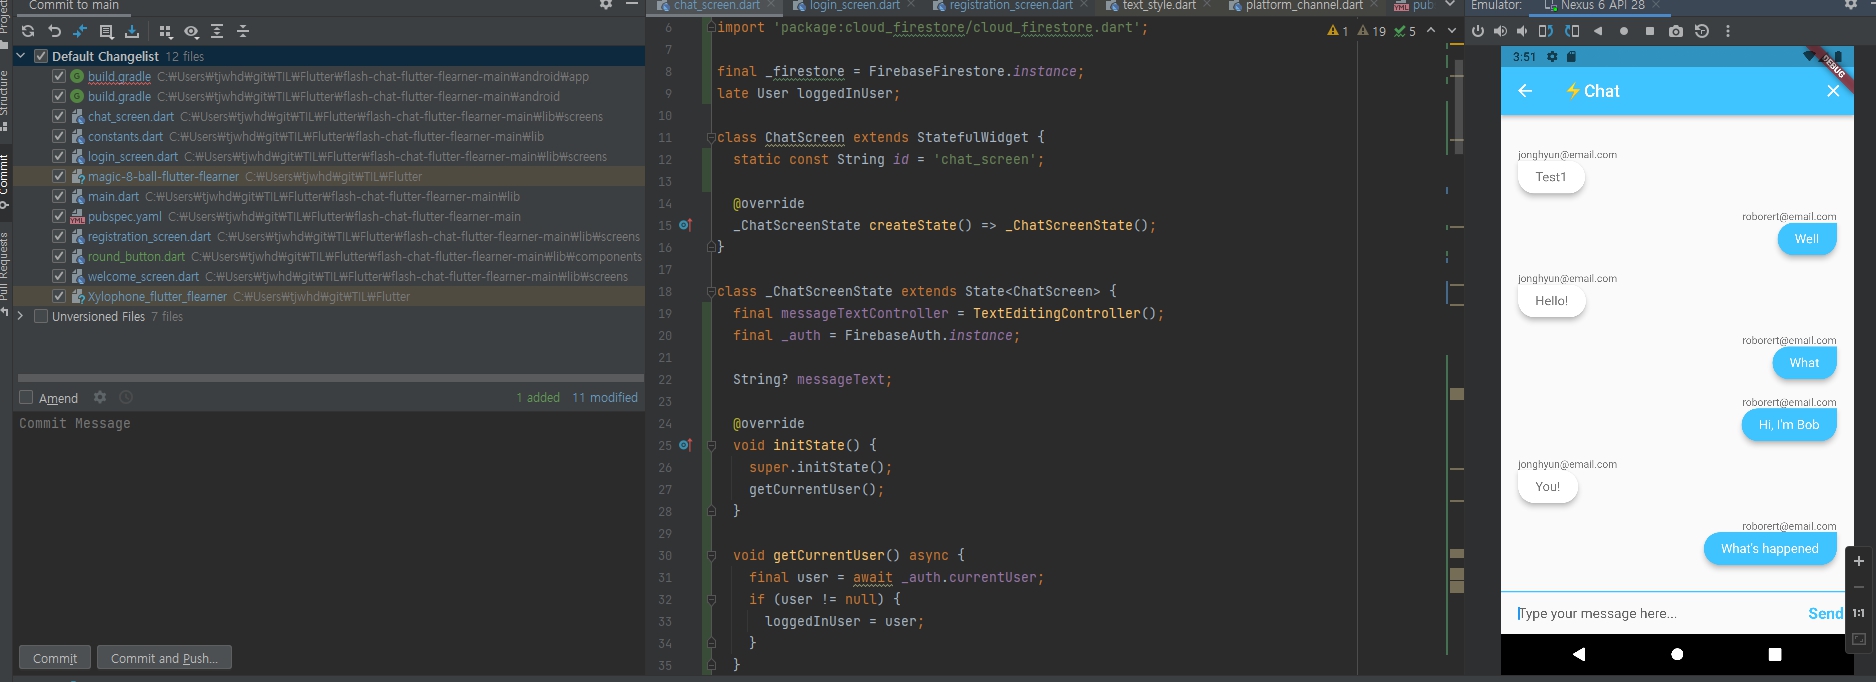 Commit to main
Default Changelist 12 files
build.gradle C:₩Users₩tjwhd₩git₩TIL₩Flutter₩flash-chat-flutter-flearner-main₩android₩app
build.gradle C:₩Users₩tjwhd₩git₩TIL₩Flutter₩flash-chat-flutter-flearner-main₩android
chat_screen.dart C:₩Users₩tjwhd₩git₩TIL₩Flutter₩flash-chat-flutter-flearner-main₩lib₩screens
constants.dart C:₩Users₩tjwhd₩git₩TIL₩Flutter₩flash-chat-flutter-flearner-main₩lib
login_screen.dart C:₩Users₩tjwhd₩git₩TIL₩Flutter₩flash-chat-flutter-flearner-main₩lib₩screens
magic-8-ball-flutter-flearner C:₩Users₩tjwhd₩git₩TIL₩Flutter
main.dart C:₩Users₩tjwhd₩git₩TIL₩Flutter₩flash-chat-flutter-flearner-main₩lib
pubspec.yaml C:₩Users₩tjwhd₩git₩TIL₩Flutter₩flash-chat-flutter-flearner-main
registration_screen.dart C:₩Users₩tjwhd₩git₩TIL₩Flutter₩flash-chat-flutter-flearner-main₩lib₩screens
round_button.dart C:₩Users₩tjwhd₩git₩TIL₩Flutter₩flash-chat-flutter-flearner-main₩lib₩components
welcome_screen.dart C:₩Users₩tjwhd₩git₩TIL₩Flutter₩flash-chat-flutter-flearner-main₩lib₩screens
Xylophone_flutter_flearner C:₩Users₩tjwhd₩git₩TIL₩Flutter
Unversioned Files 7 files
Amend 1 added 11 modified
Commit Message
Commit Commit and Push...
Project
Structure
Commit
Pull Requests
chat_screen.dart login_screen.dart registration_screen.dart text_style.dart platform_channel.dart pub
1 19 5
6 import 'package:cloud_firestore/cloud_firestore.dart';
7
8 final _firestore = FirebaseFirestore.instance;
9 late User loggedInUser;
10
11 class ChatScreen extends StatefulWidget {
12 static const String id = 'chat_screen';
13
14 @override
15 _ChatScreenState createState() => _ChatScreenState();
16 }
17
18 class _ChatScreenState extends State<ChatScreen> {
19 final messageTextController = TextEditingController();
20 final _auth = FirebaseAuth.instance;
21
22 String? messageText;
23
24 @override
25 void initState() {
26 super.initState();
27 getCurrentUser();
28 }
29
30 void getCurrentUser() async {
31 final user = await _auth.currentUser;
32 if (user != null) {
33 loggedInUser = user;
34 }
35 }
Emulator: Nexus 6 API 28
3:51
DEBUG
⚡Chat
jonghyun@email.com
Test1
roborert@email.com
Well
jonghyun@email.com
Hello!
roborert@email.com
What
roborert@email.com
Hi, I'm Bob
jonghyun@email.com
You!
roborert@email.com
What's happened
Type your message here... Send
1:1